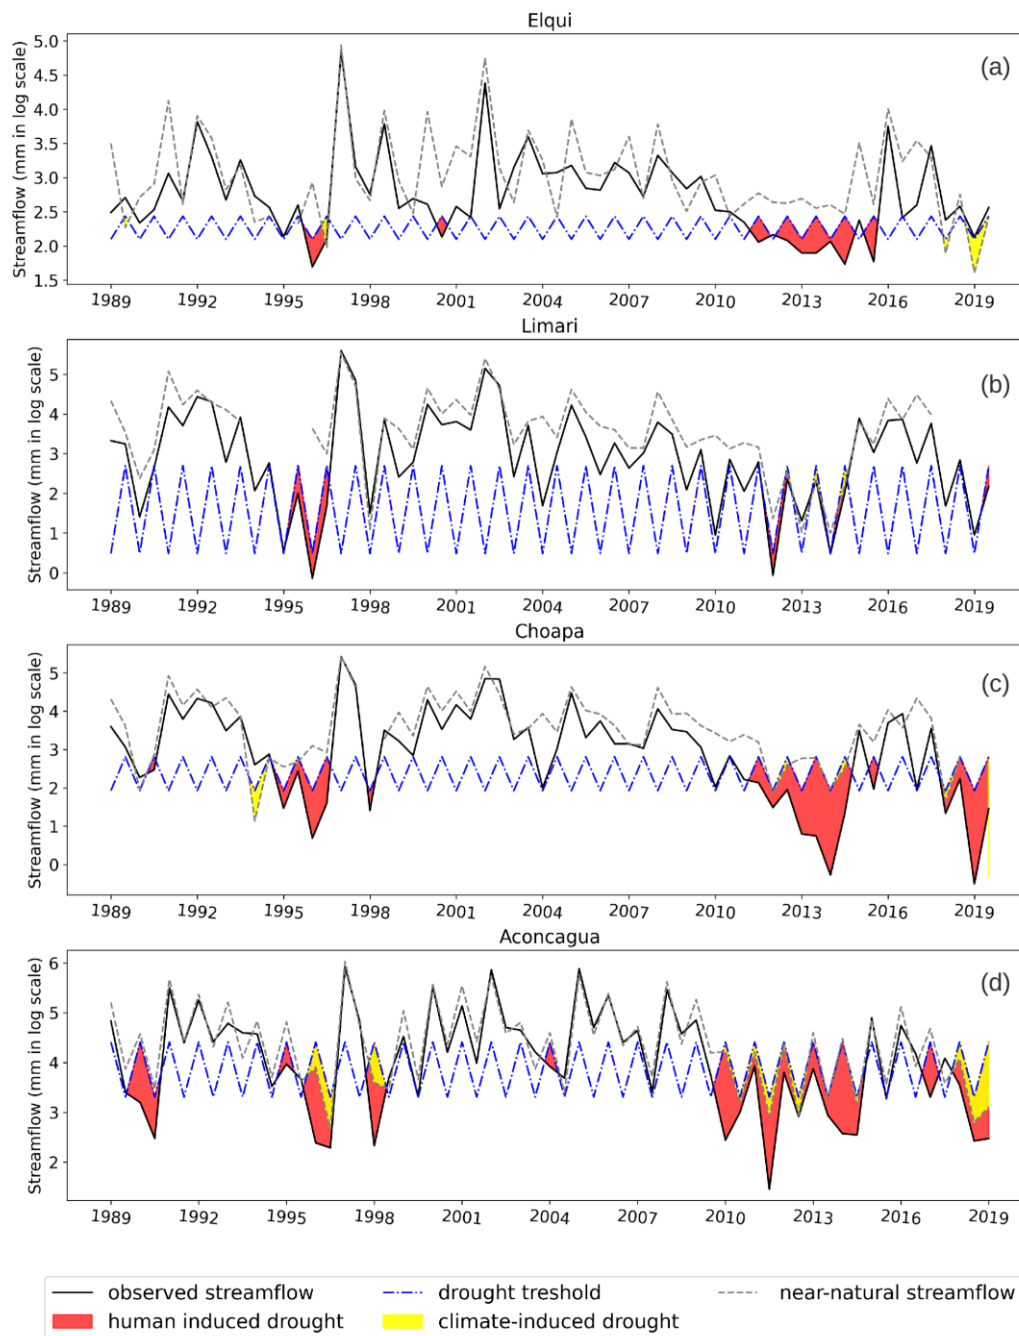 Elqui
Streamflow (mm in log scale)
(a)
5.0
4.5
4.0
3.5
3.0
2.5
2.0
1.5
1989 1992 1995 1998 2001 2004 2007 2010 2013 2016 2019
Limari
Streamflow (mm in log scale)
(b)
5
4
3
2
1
0
1989 1992 1995 1998 2001 2004 2007 2010 2013 2016 2019
Choapa
Streamflow (mm in log scale)
(c)
5
4
3
2
1
0
1989 1992 1995 1998 2001 2004 2007 2010 2013 2016 2019
Aconcagua
Streamflow (mm in log scale)
(d)
6
5
4
3
2
1989 1992 1995 1998 2001 2004 2007 2010 2013 2016 2019
observed streamflow drought treshold near-natural streamflow
human induced drought climate-induced drought